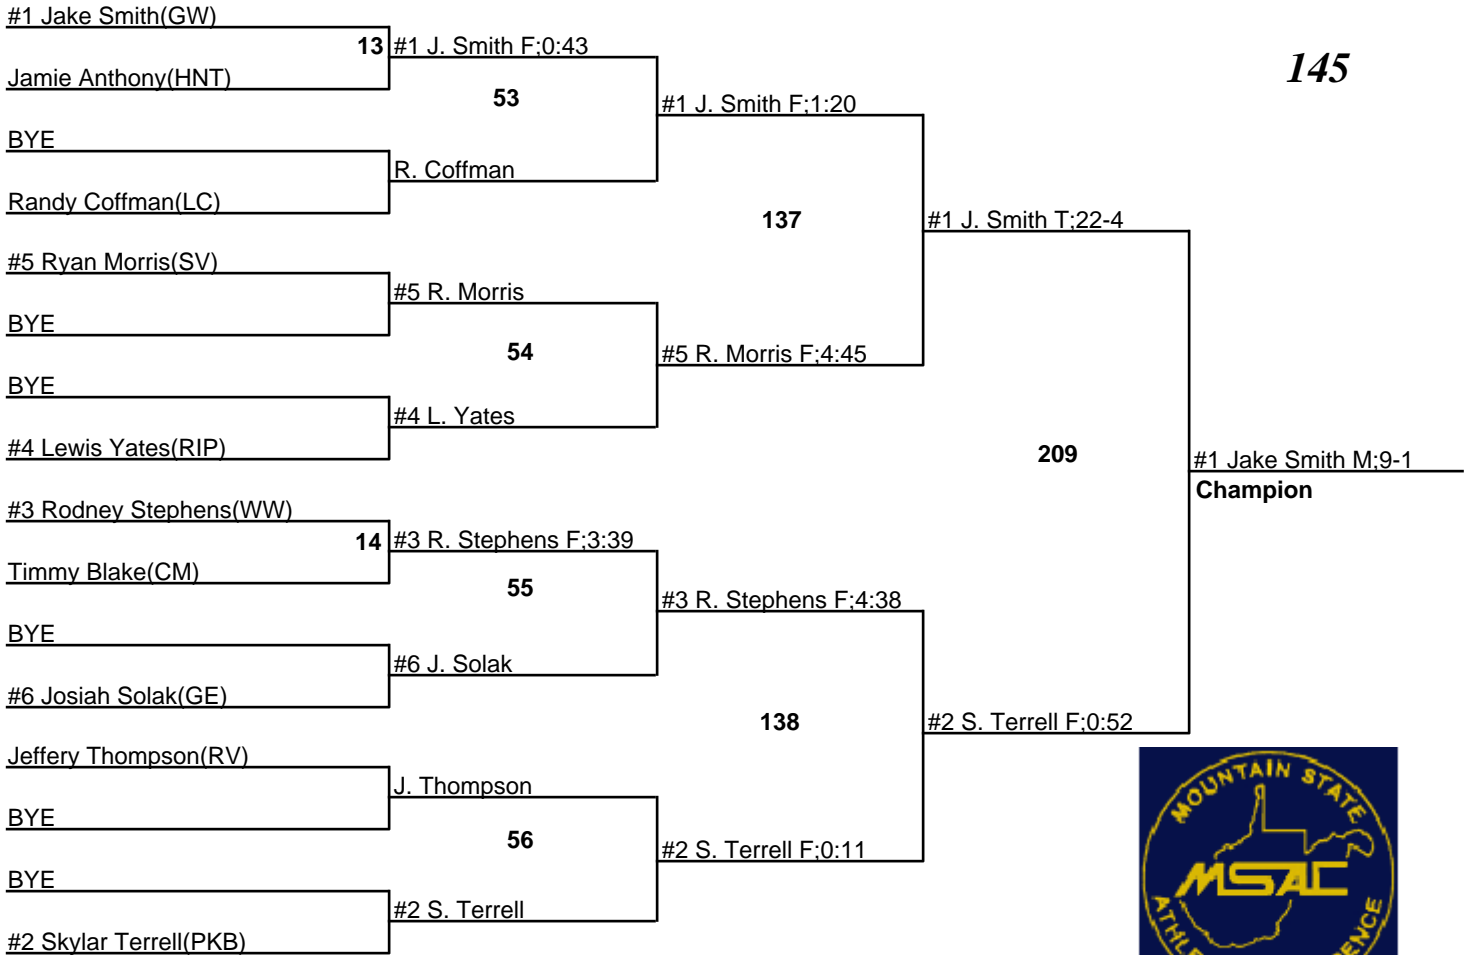 #1 Jake Smith(GW)
13 #1 J. Smith F;0:43
145
Jamie Anthony(HNT)
53
#1 J. Smith F;1:20
BYE
R. Coffman
Randy Coffman(LC)
137
#1 J. Smith T;22-4
#5 Ryan Morris(SV)
#5 R. Morris
BYE
54
#5 R. Morris F;4:45
BYE
#4 L. Yates
#4 Lewis Yates(RIP)
209
#1 Jake Smith M;9-1
Champion
#3 Rodney Stephens(WW)
14 #3 R. Stephens F;3:39
Timmy Blake(CM)
55
#3 R. Stephens F;4:38
BYE
#6 J. Solak
#6 Josiah Solak(GE)
138
#2 S. Terrell F;0:52
Jeffery Thompson(RV)
J. Thompson
BYE
56
#2 S. Terrell F;0:11
BYE
#2 S. Terrell
#2 Skylar Terrell(PKB)
MOUNTAIN STATE
MSAC